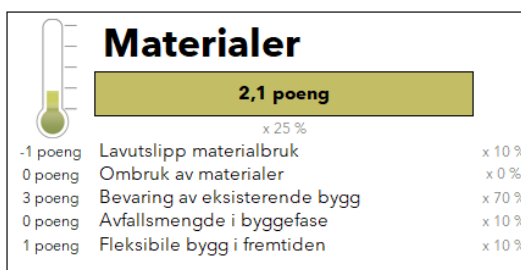 Materialer
2,1 poeng
x 25 %
-1 poeng Lavutslipp materialbruk x 10 %
0 poeng Ombruk av materialer x 0 %
3 poeng Bevaring av eksisterende bygg x 70 %
0 poeng Avfallsmengde i byggefase x 10 %
1 poeng Fleksibile bygg i fremtiden x 10 %